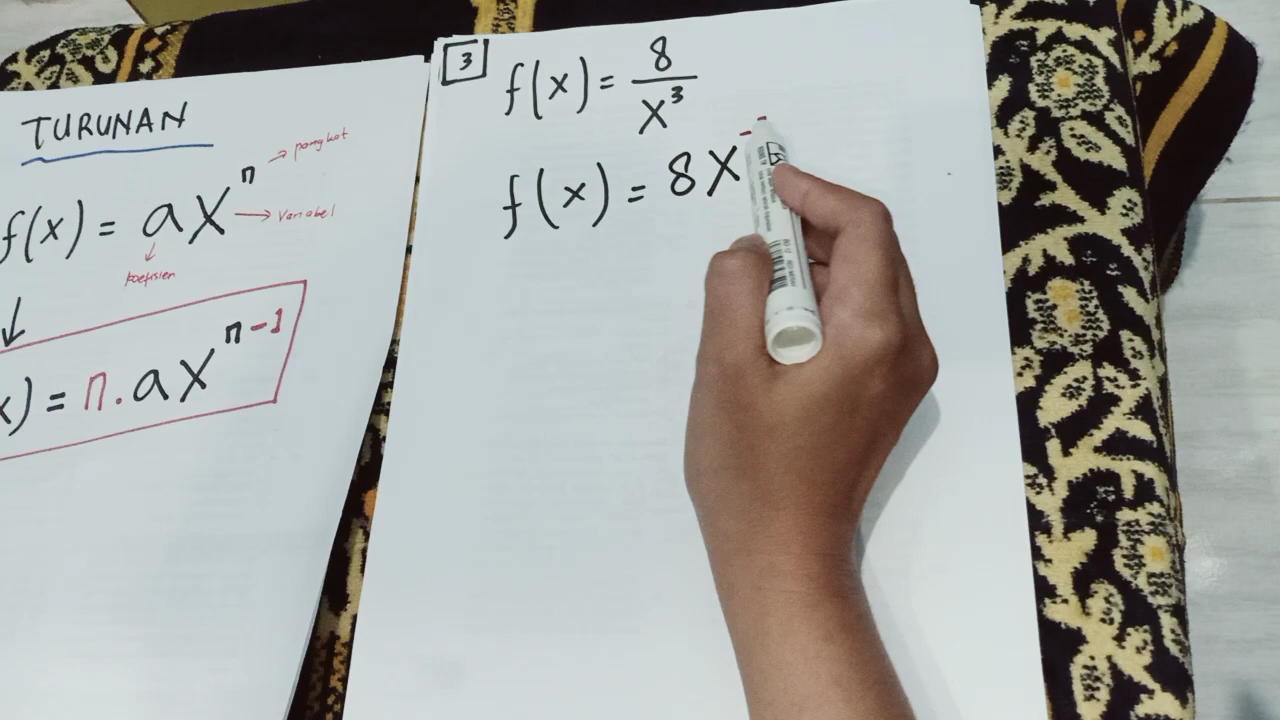 TURUNAN
f(x) = ax^n
→ pangkat
→ Variabel
↓
koefisien
↓
x) = n.ax^n-1
3
f(x) = 8/x³
f(x) = 8x^-